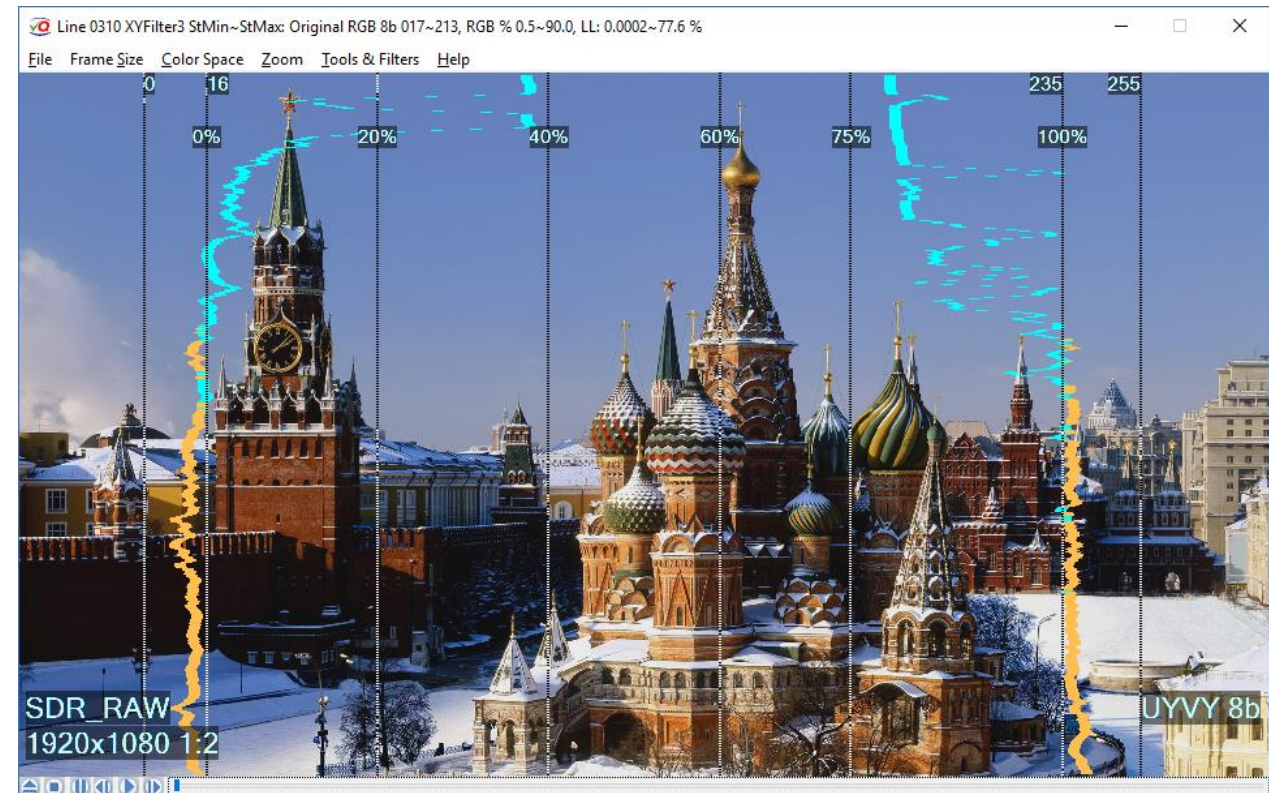 Line 0310 XYFilter3 StMin~StMax: Original RGB 8b 017~213, RGB % 0.5~90.0, LL: 0.0002~77.6 %
File Frame Size Color Space Zoom Tools & Filters Help
0 16 235 255
0% 20% 40% 60% 75% 100%
SDR_RAW UYVY 8b
1920x1080 1:2